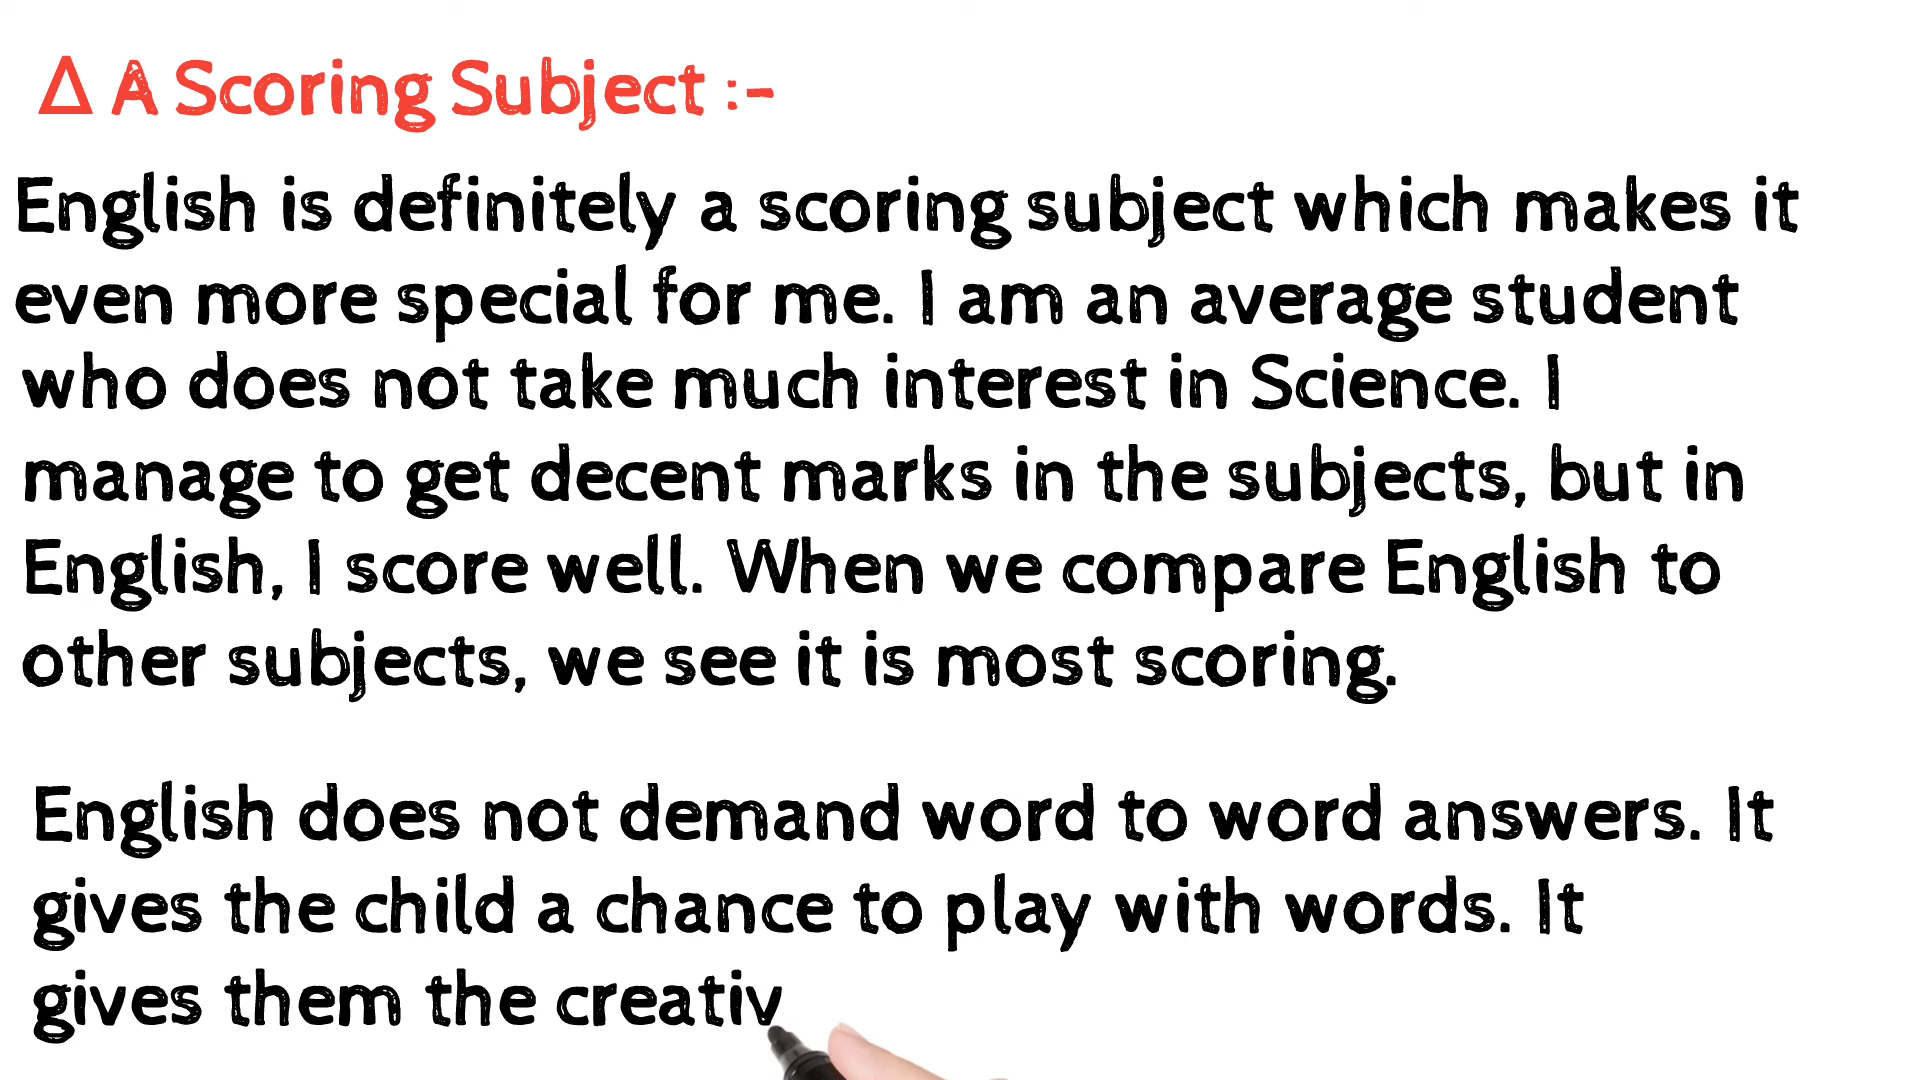 Δ A Scoring Subject :-
English is definitely a scoring subject which makes it
even more special for me. I am an average student
who does not take much interest in Science. I
manage to get decent marks in the subjects, but in
English, I score well. When we compare English to
other subjects, we see it is most scoring.
English does not demand word to word answers. It
gives the child a chance to play with words. It
gives them the creativ